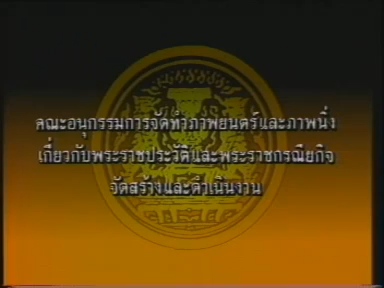 คณะอนุกรรมการจัดทำภาพยนตร์และภาพนิ่ง
เกี่ยวกับพระราชประวัติและพระราชกรณียกิจ
จัดสร้างและดำเนินงาน